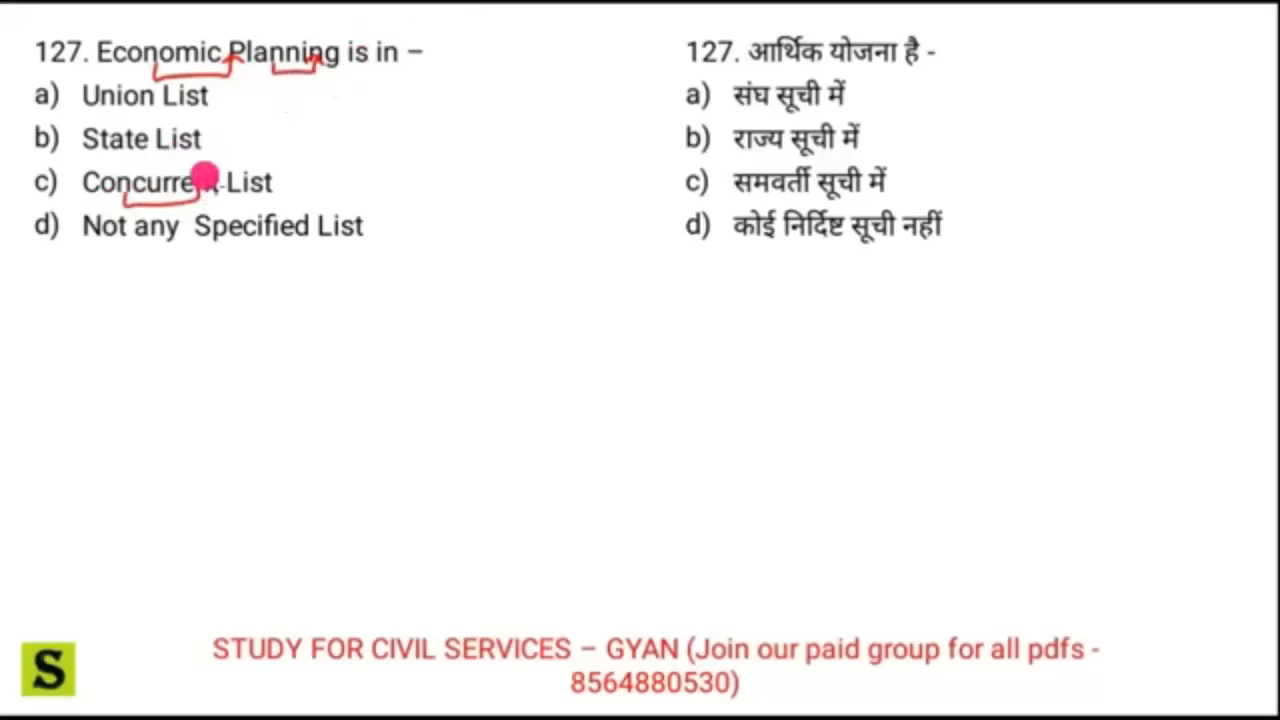 127. Economic Planning is in –
a) Union List
b) State List
c) Concurrent List
d) Not any Specified List
127. आर्थिक योजना है -
a) संघ सूची में
b) राज्य सूची में
c) समवर्ती सूची में
d) कोई निर्दिष्ट सूची नहीं
S
STUDY FOR CIVIL SERVICES – GYAN (Join our paid group for all pdfs -
8564880530)